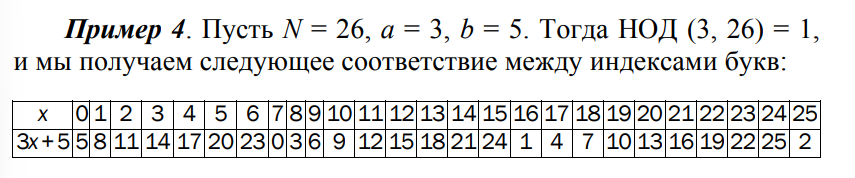 Пример 4. Пусть N = 26, a = 3, b = 5. Тогда НОД (3, 26) = 1,
и мы получаем следующее соответствие между индексами букв:
x 0 1 2 3 4 5 6 7 8 9 10 11 12 13 14 15 16 17 18 19 20 21 22 23 24 25
3x + 5 5 8 11 14 17 20 23 0 3 6 9 12 15 18 21 24 1 4 7 10 13 16 19 22 25 2